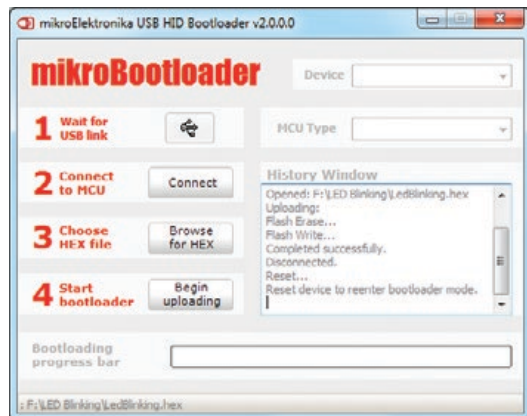 mikroElektronika USB HID Bootloader v2.0.0.0
mikroBootloader
Device
1 Wait for
USB link
MCU Type
2 Connect
to MCU
Connect
History Window
Opened: F:\LED Blinking\LedBlinking.hex
Uploading:
Flash Erase...
Flash Write...
Completed successfully.
Disconnected.
Reset...
Reset device to reenter bootloader mode.
3 Choose
HEX file
Browse
for HEX
4 Start
bootloader
Begin
uploading
Bootloading
progress bar
: F:\LED Blinking\LedBlinking.hex